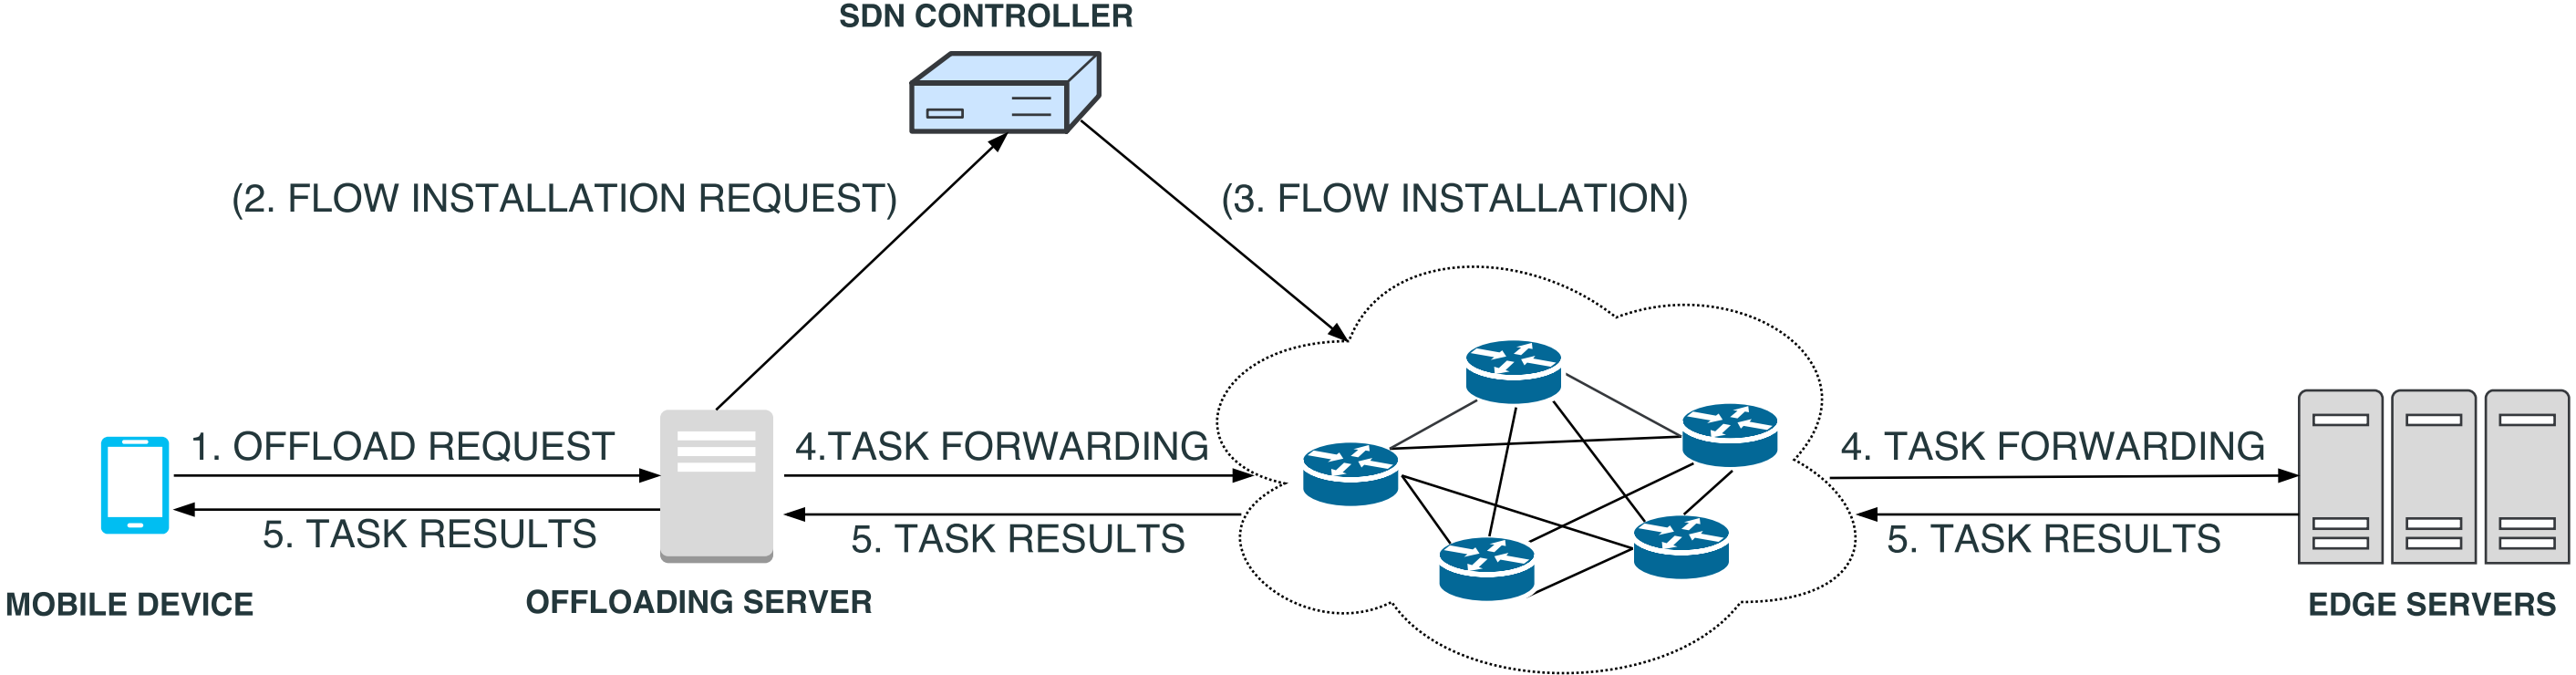 SDN CONTROLLER
(2. FLOW INSTALLATION REQUEST)
(3. FLOW INSTALLATION)
1. OFFLOAD REQUEST
4.TASK FORWARDING
4. TASK FORWARDING
5. TASK RESULTS
5. TASK RESULTS
5. TASK RESULTS
MOBILE DEVICE
OFFLOADING SERVER
EDGE SERVERS